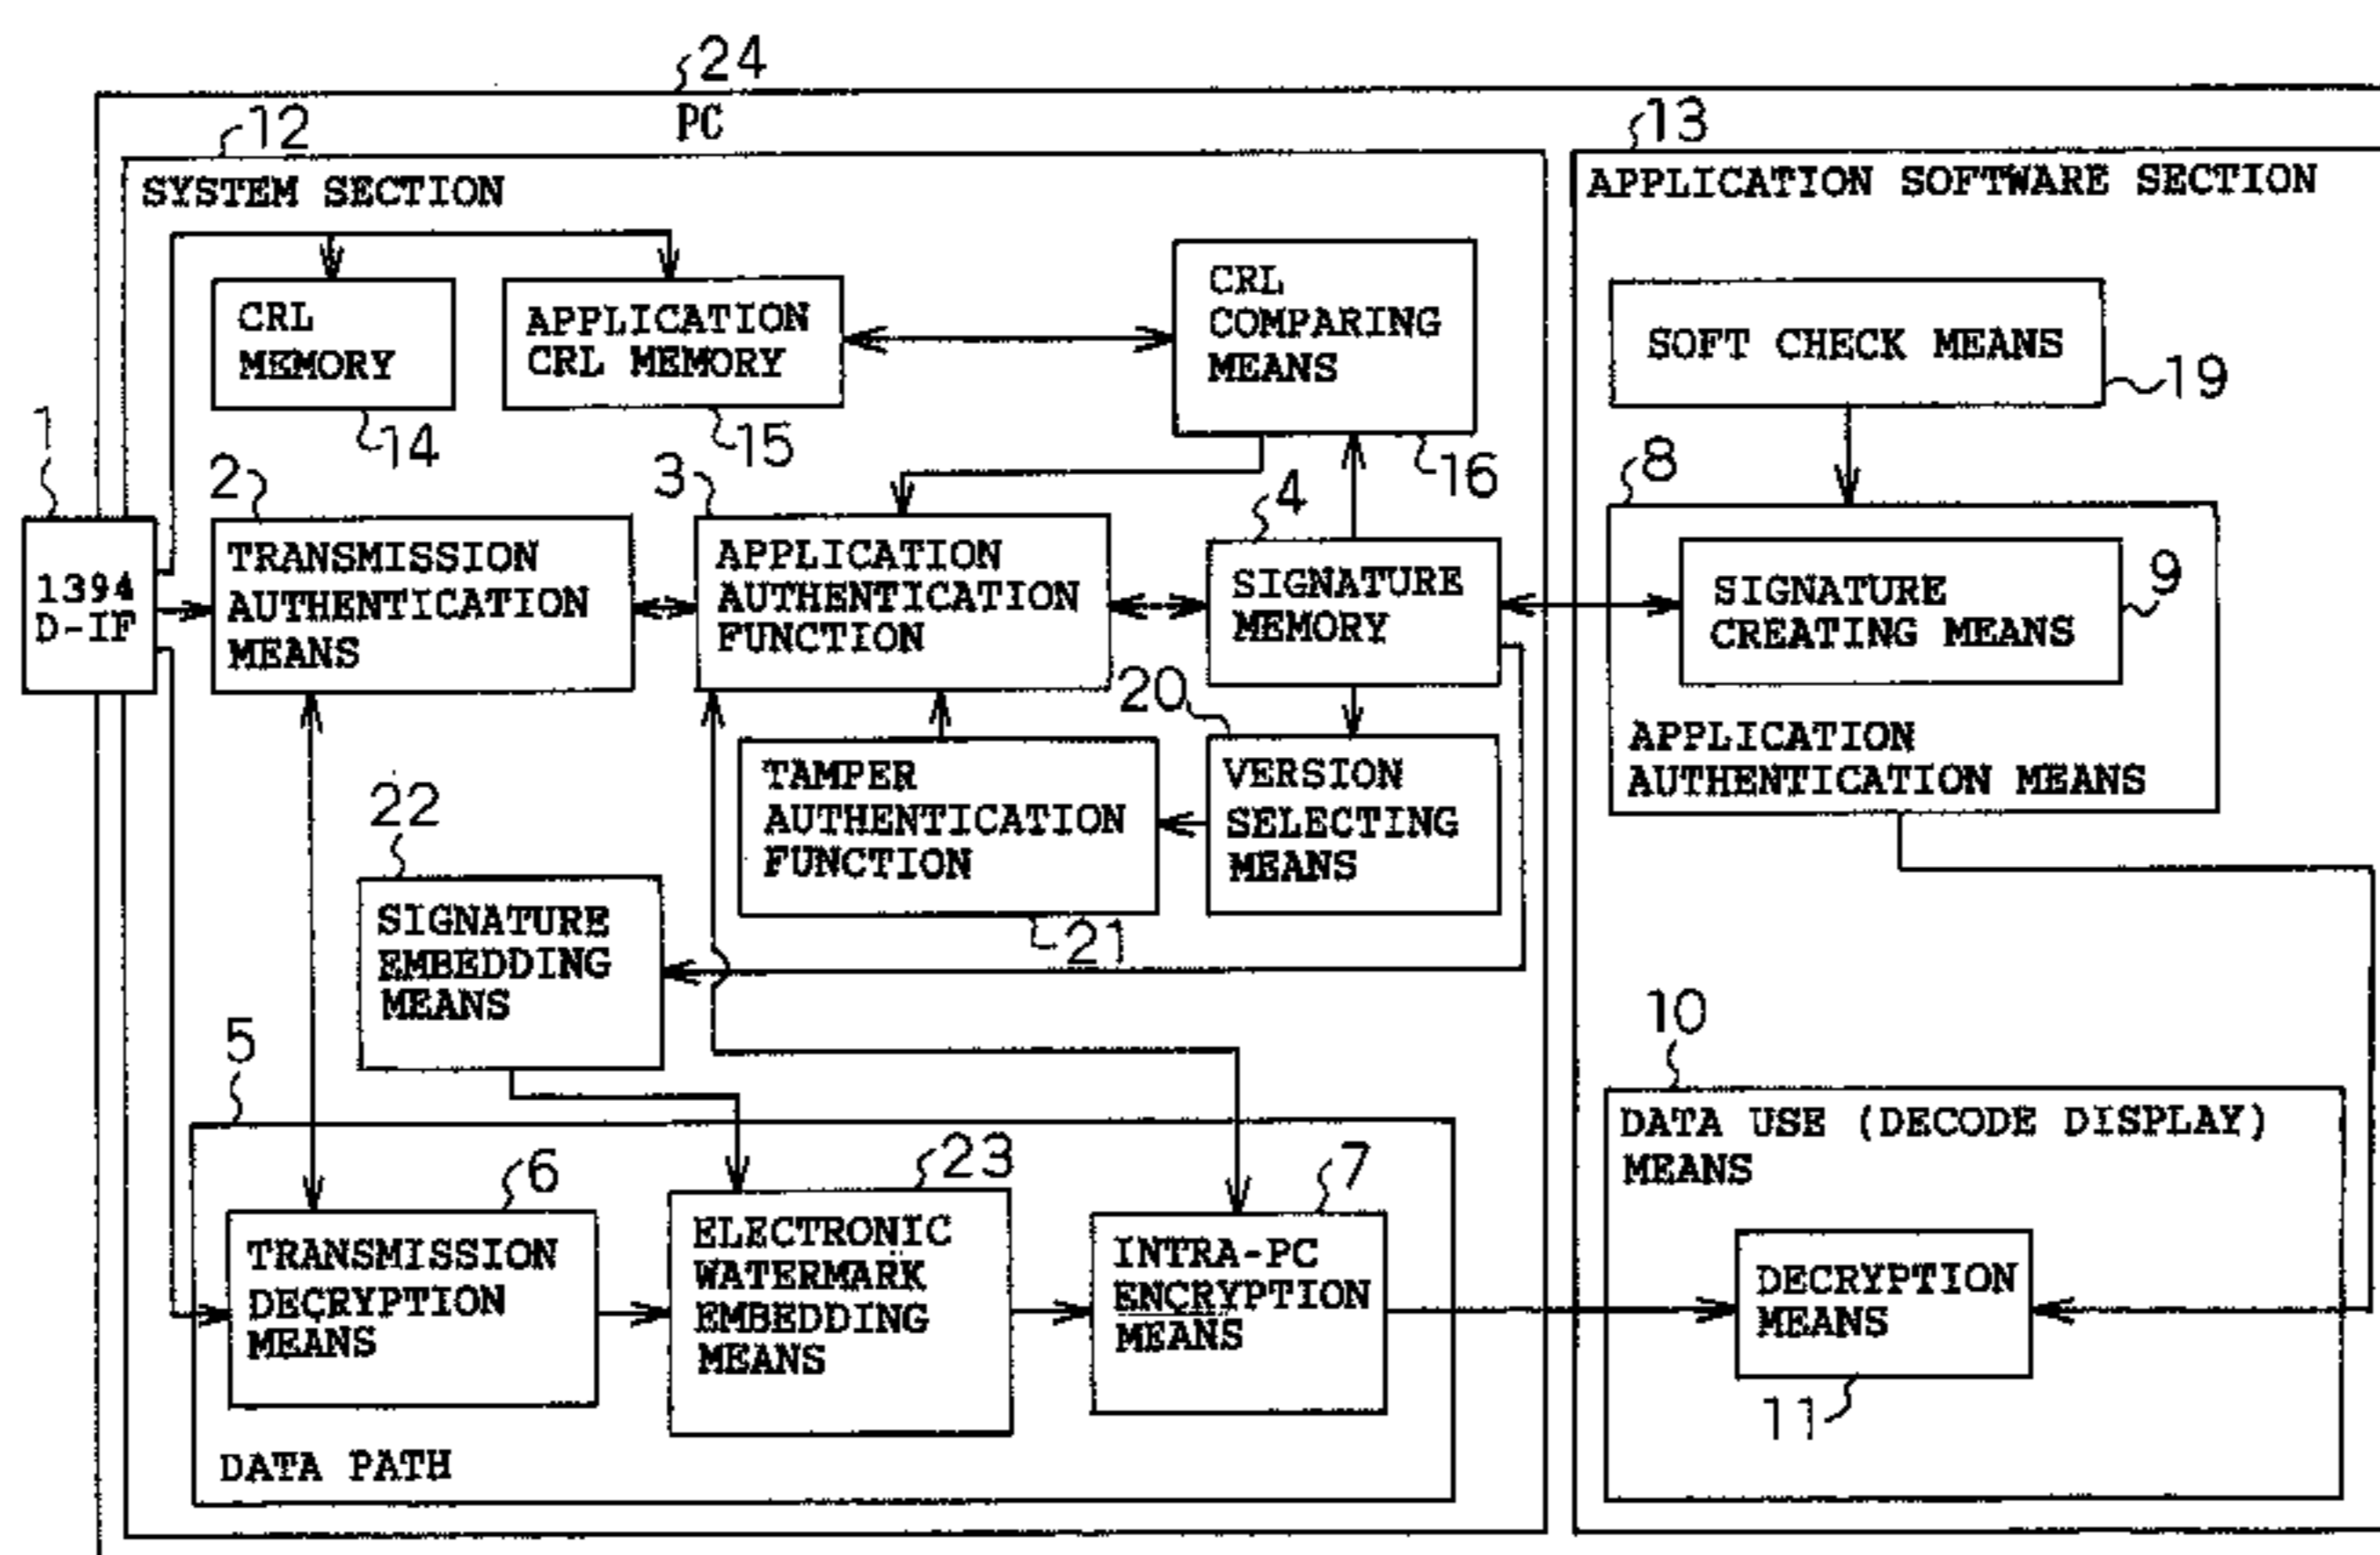 24
PC
12
SYSTEM SECTION
13
APPLICATION SOFTWARE SECTION
CRL
MEMORY
14
APPLICATION
CRL MEMORY
15
CRL
COMPARING
MEANS
16
SOFT CHECK MEANS
19
1
1394
D-IF
2
TRANSMISSION
AUTHENTICATION
MEANS
3
APPLICATION
AUTHENTICATION
FUNCTION
4
SIGNATURE
MEMORY
8
SIGNATURE
CREATING MEANS
9
APPLICATION
AUTHENTICATION MEANS
20
VERSION
SELECTING
MEANS
TAMPER
AUTHENTICATION
FUNCTION
21
22
SIGNATURE
EMBEDDING
MEANS
5
6
TRANSMISSION
DECRYPTION
MEANS
23
ELECTRONIC
WATERMARK
EMBEDDING
MEANS
7
INTRA-PC
ENCRYPTION
MEANS
DATA PATH
10
DATA USE (DECODE DISPLAY)
MEANS
DECRYPTION
MEANS
11